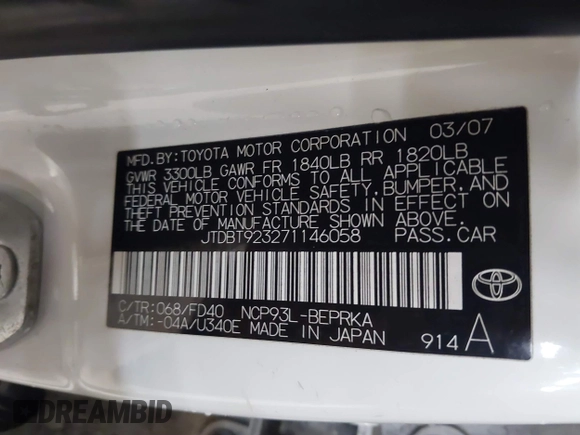 MFD. BY: TOYOTA MOTOR CORPORATION 03/07
GVWR 3300LB GAWR FR 1840LB RR 1820LB
THIS VEHICLE CONFORMS TO ALL APPLICABLE
FEDERAL MOTOR VEHICLE SAFETY, BUMPER, AND
THEFT PREVENTION STANDARDS IN EFFECT ON
THE DATE OF MANUFACTURE SHOWN ABOVE.
JTDBT923271146058 PASS. CAR
C/TR: 068/FD40 NCP93L-BEPRKA
A/TM: -04A/U340E MADE IN JAPAN 914 A
DREAMBID